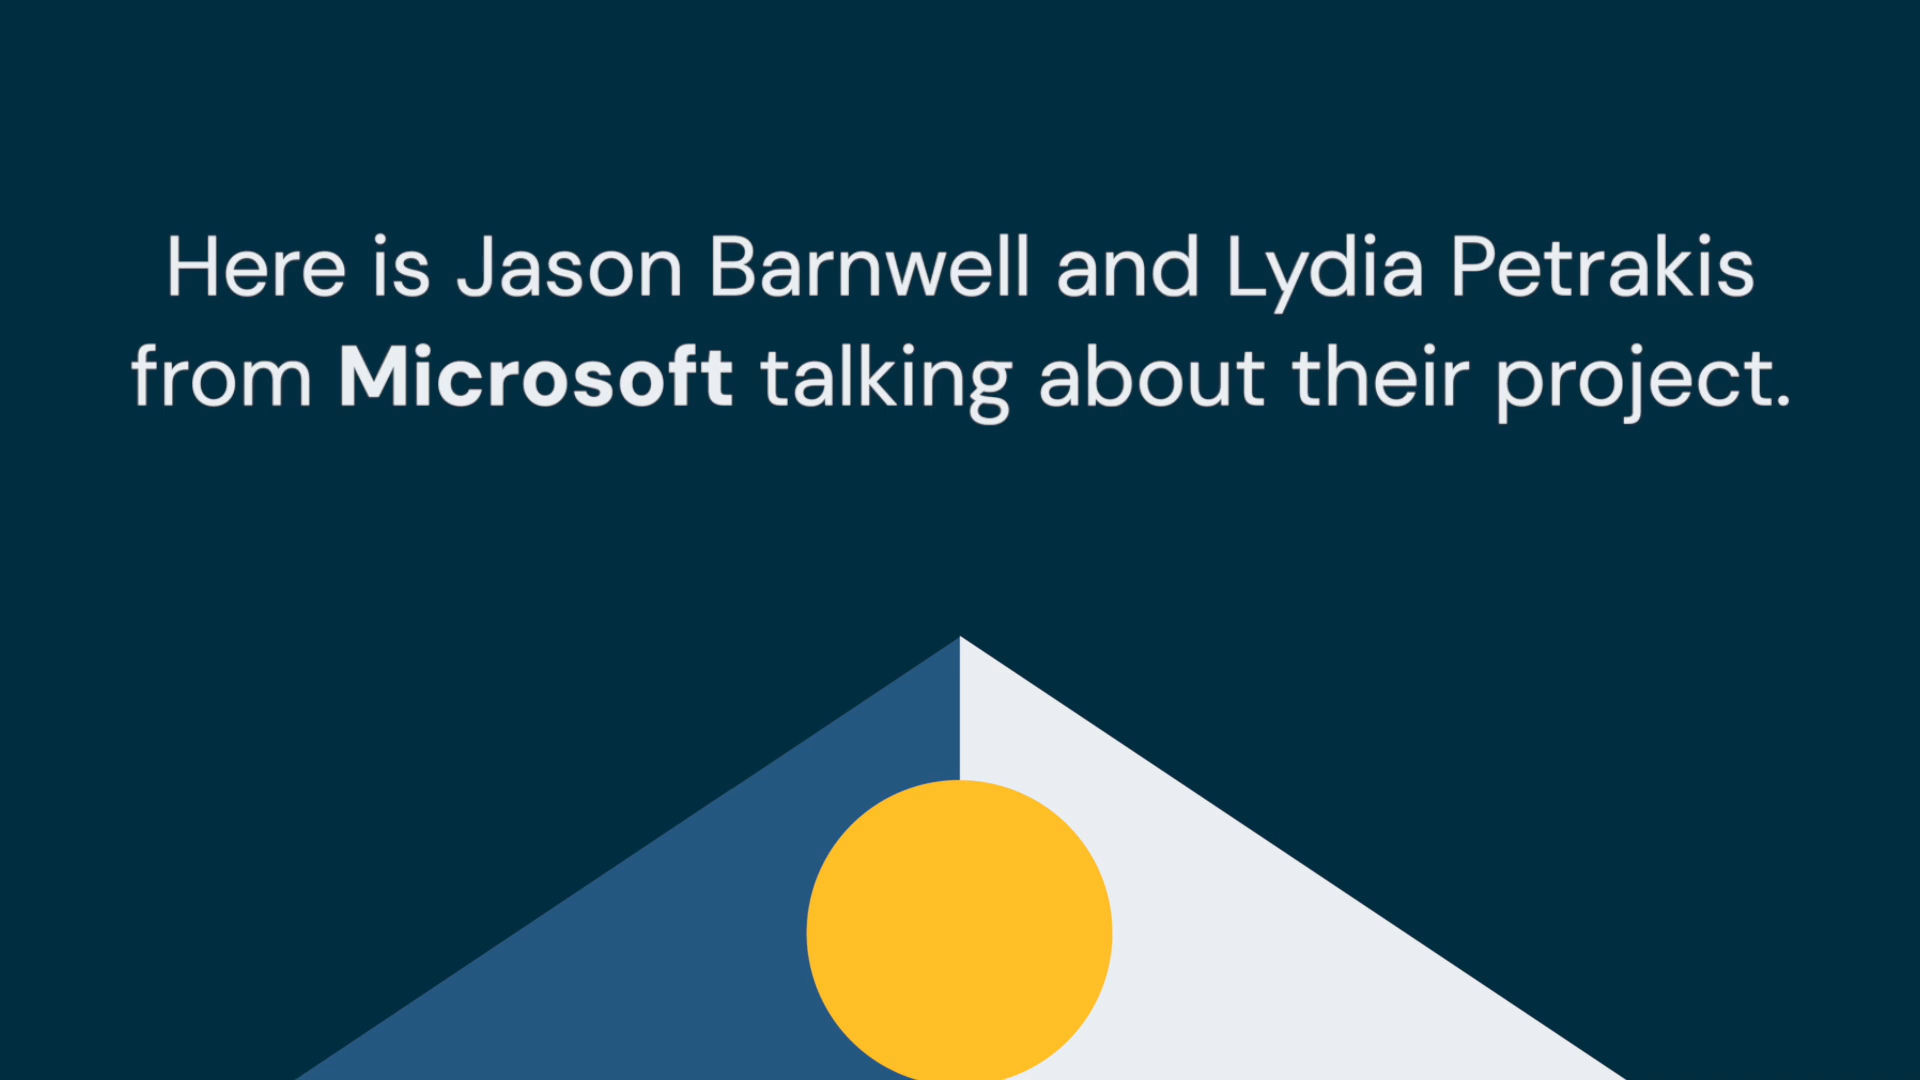 Here is Jason Barnwell and Lydia Petrakis
from Microsoft talking about their project.